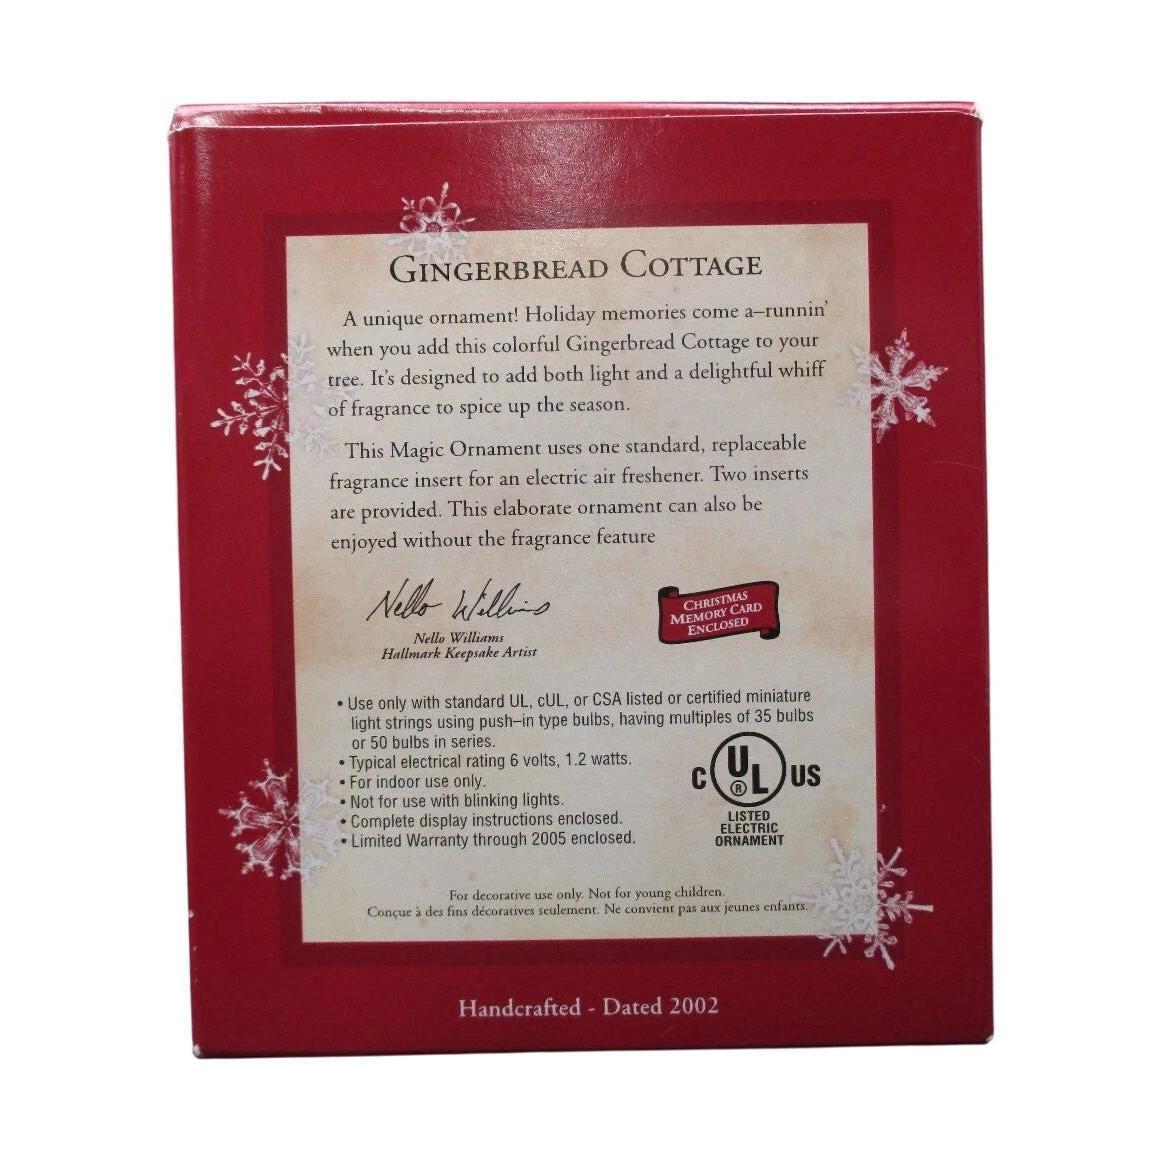 GINGERBREAD COTTAGE
A unique ornament! Holiday memories come a–runnin'
when you add this colorful Gingerbread Cottage to your
tree. It's designed to add both light and a delightful whiff
of fragrance to spice up the season.
This Magic Ornament uses one standard, replaceable
fragrance insert for an electric air freshener. Two inserts
are provided. This elaborate ornament can also be
enjoyed without the fragrance feature
Nello Williams
Nello Williams
Hallmark Keepsake Artist
CHRISTMAS
MEMORY CARD
ENCLOSED
• Use only with standard UL, cUL, or CSA listed or certified miniature
light strings using push–in type bulbs, having multiples of 35 bulbs
or 50 bulbs in series.
• Typical electrical rating 6 volts, 1.2 watts.
• For indoor use only.
• Not for use with blinking lights.
• Complete display instructions enclosed.
• Limited Warranty through 2005 enclosed.
C UL® US
LISTED
ELECTRIC
ORNAMENT
For decorative use only. Not for young children.
Conçue à des fins décoratives seulement. Ne convient pas aux jeunes enfants.
Handcrafted - Dated 2002